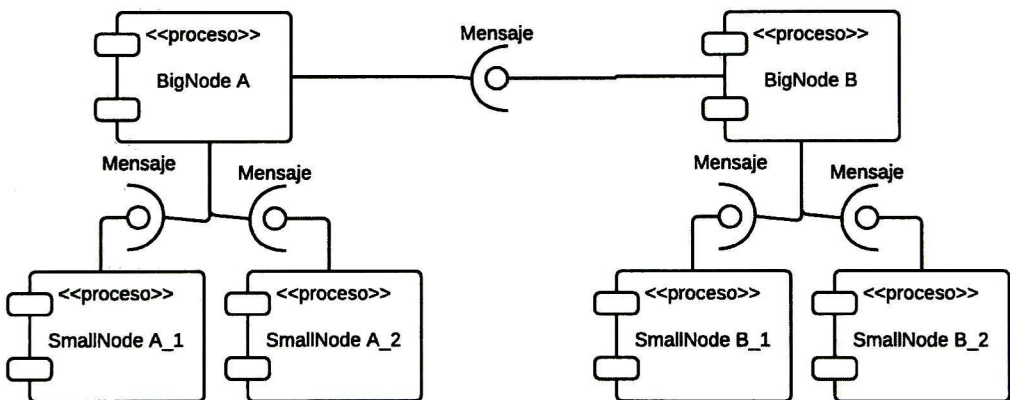 <<proceso>>
BigNode A
Mensaje
<<proceso>>
BigNode B
Mensaje
Mensaje
Mensaje
Mensaje
<<proceso>>
SmallNode A_1
<<proceso>>
SmallNode A_2
<<proceso>>
SmallNode B_1
<<proceso>>
SmallNode B_2